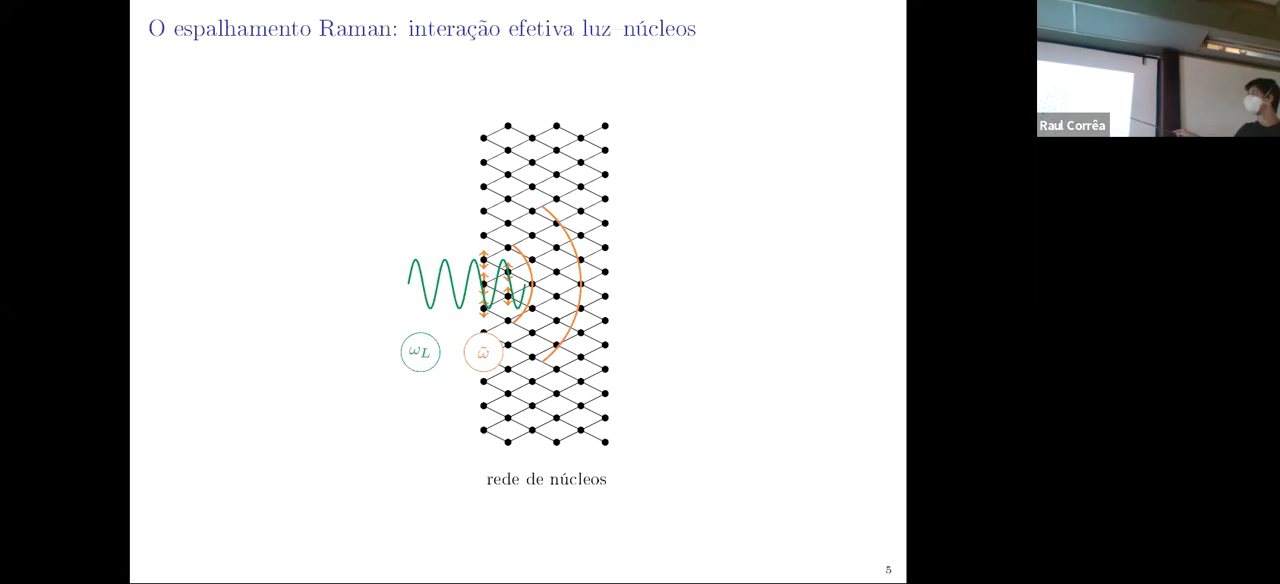 O espalhamento Raman: interação efetiva luz–núcleos
Raul Corrêa
ω_L
ω̃
rede de núcleos
5